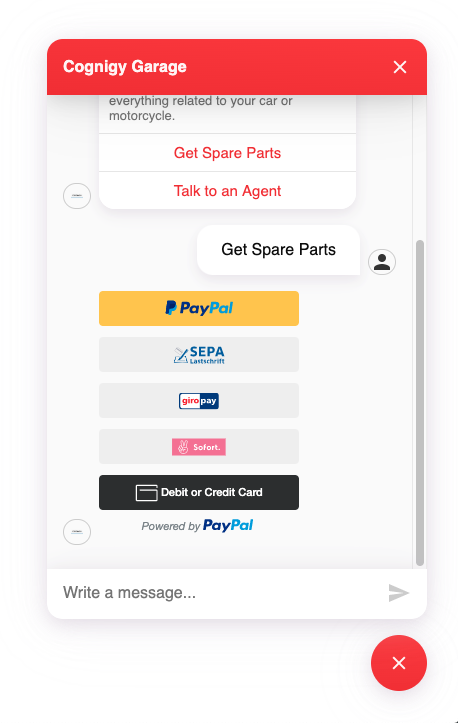 Cognigy Garage
everything related to your car or
motorcycle.
Get Spare Parts
Talk to an Agent
Get Spare Parts
PayPal
SEPA
Lastschrift
giropay
Sofort.
Debit or Credit Card
Powered by PayPal
Write a message...